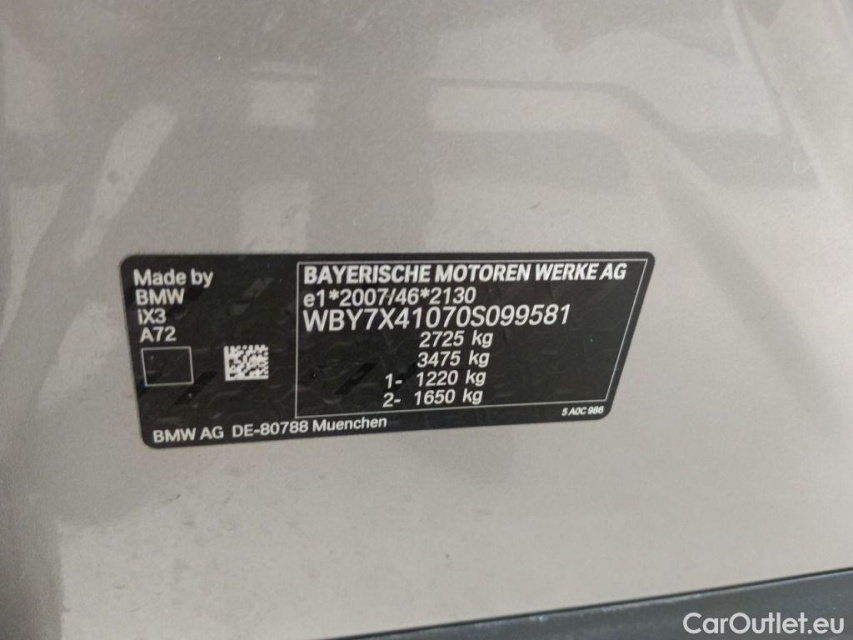 Made by
BMW
iX3
A72
BMW AG DE-80788 Muenchen
BAYERISCHE MOTOREN WERKE AG
e1*2007/46*2130
WBY7X41070S099581
2725 kg
3475 kg
1- 1220 kg
2- 1650 kg
5 A0C 986
CarOutlet.eu